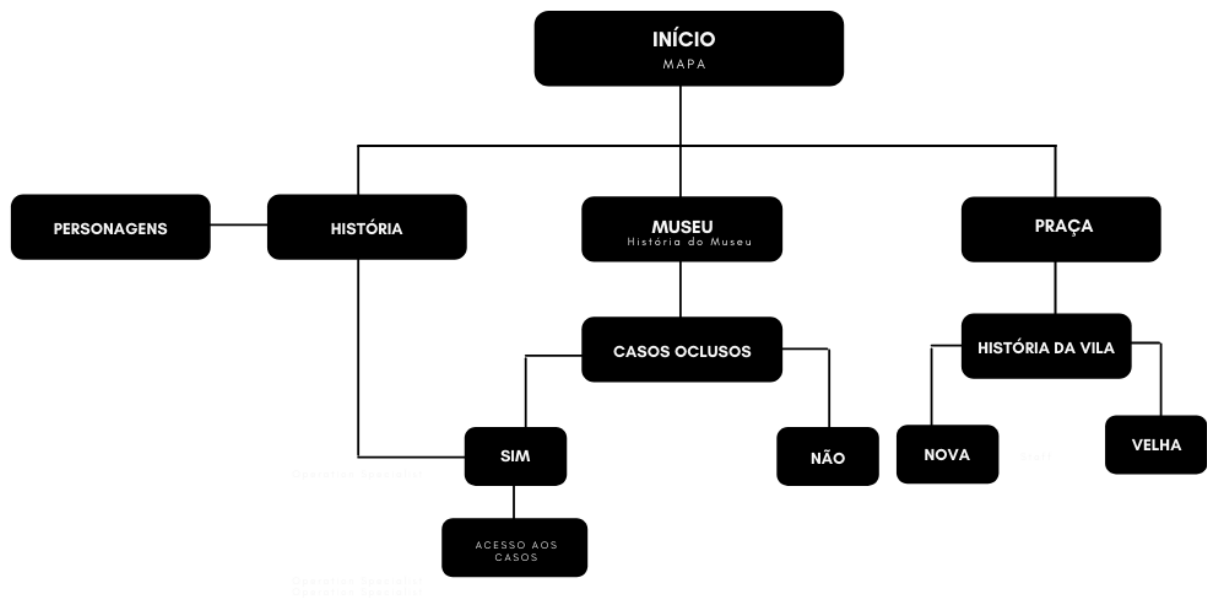 INÍCIO
MAPA
PERSONAGENS
HISTÓRIA
MUSEU
História do Museu
PRAÇA
CASOS OCLUSOS
HISTÓRIA DA VILA
SIM
NÃO
NOVA
VELHA
ACESSO AOS
CASOS